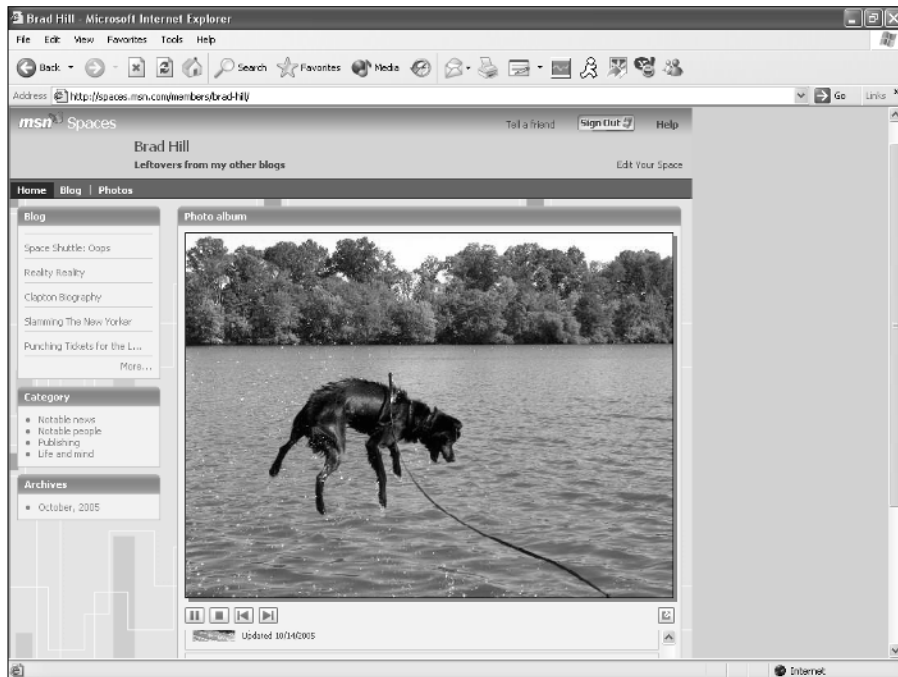 Brad Hill - Microsoft Internet Explorer
File Edit View Favorites Tools Help
Back Search Favorites Media
Address http://spaces.msn.com/members/brad-hill/ Go Links
msn Spaces Tell a friend Sign Out Help
Brad Hill
Leftovers from my other blogs Edit Your Space
Home Blog | Photos
Blog
Space Shuttle: Oops
Reality Reality
Clapton Biography
Slamming The New Yorker
Punching Tickets for the L...
More...
Category
Notable news
Notable people
Publishing
Life and mind
Archives
October, 2005
Photo album
Updated 10/14/2005
Internet